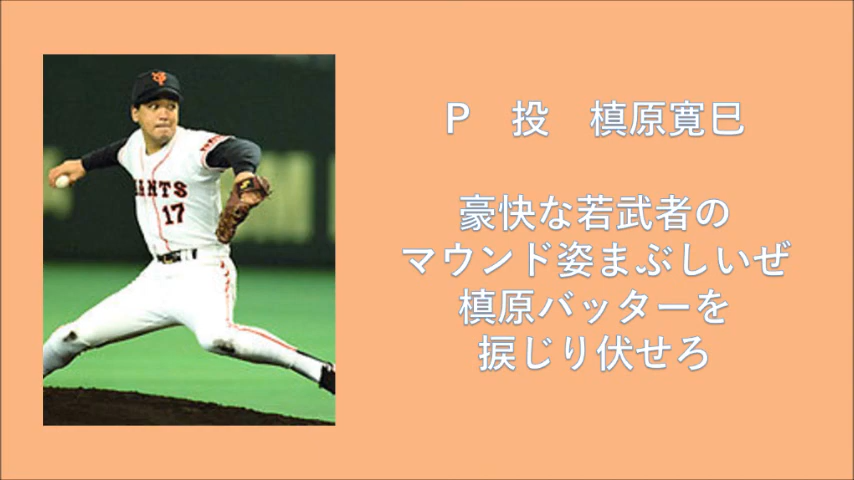 P　投　槙原寛巳
豪快な若武者の
マウンド姿まぶしいぜ
槙原バッターを
捩じり伏せろ
GIANTS
17